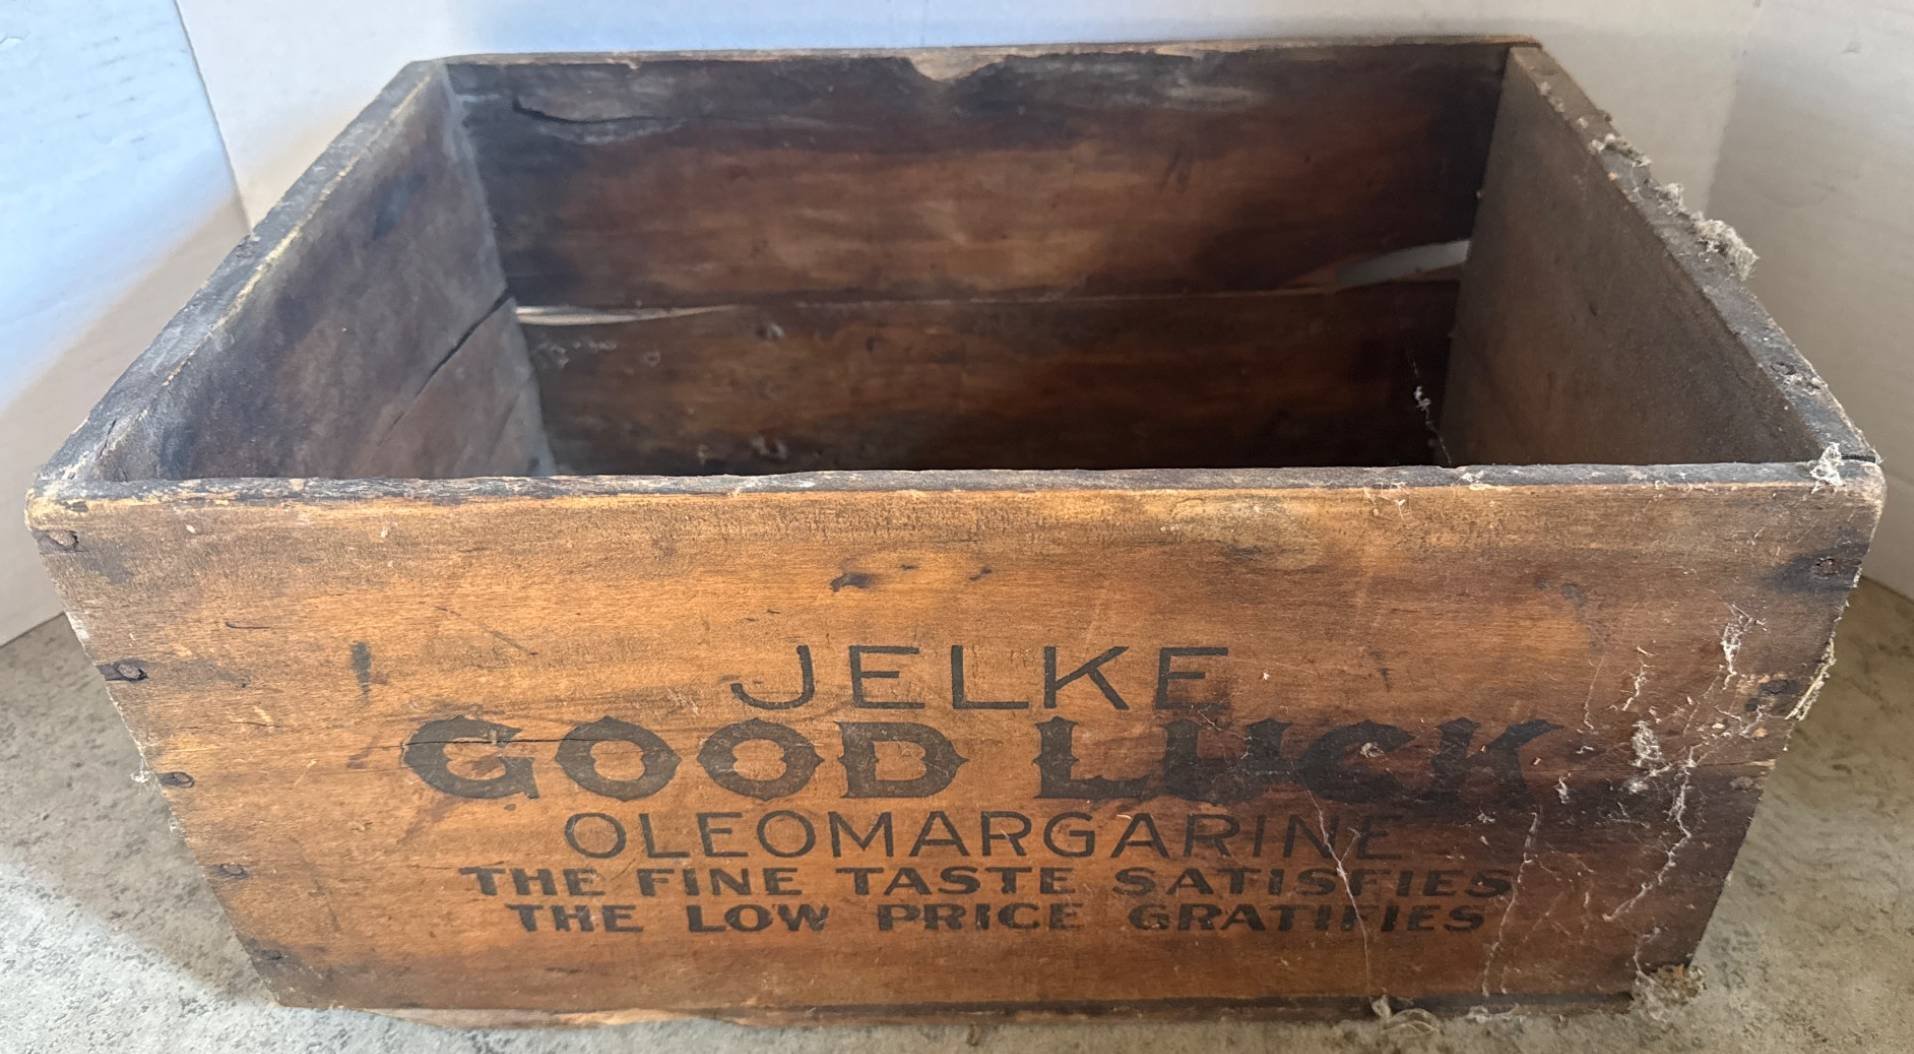 JELKE
GOOD LUCK
OLEOMARGARINE
THE FINE TASTE SATISFIES
THE LOW PRICE GRATIFIES